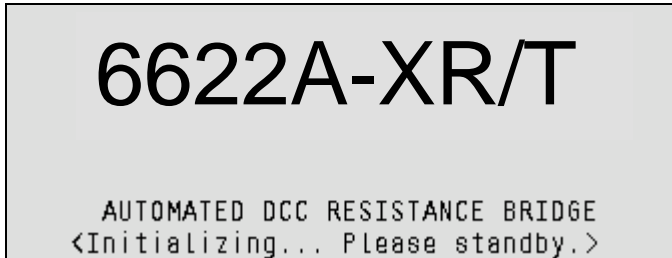 6622A-XR/T
AUTOMATED DCC RESISTANCE BRIDGE
<Initializing... Please standby.>